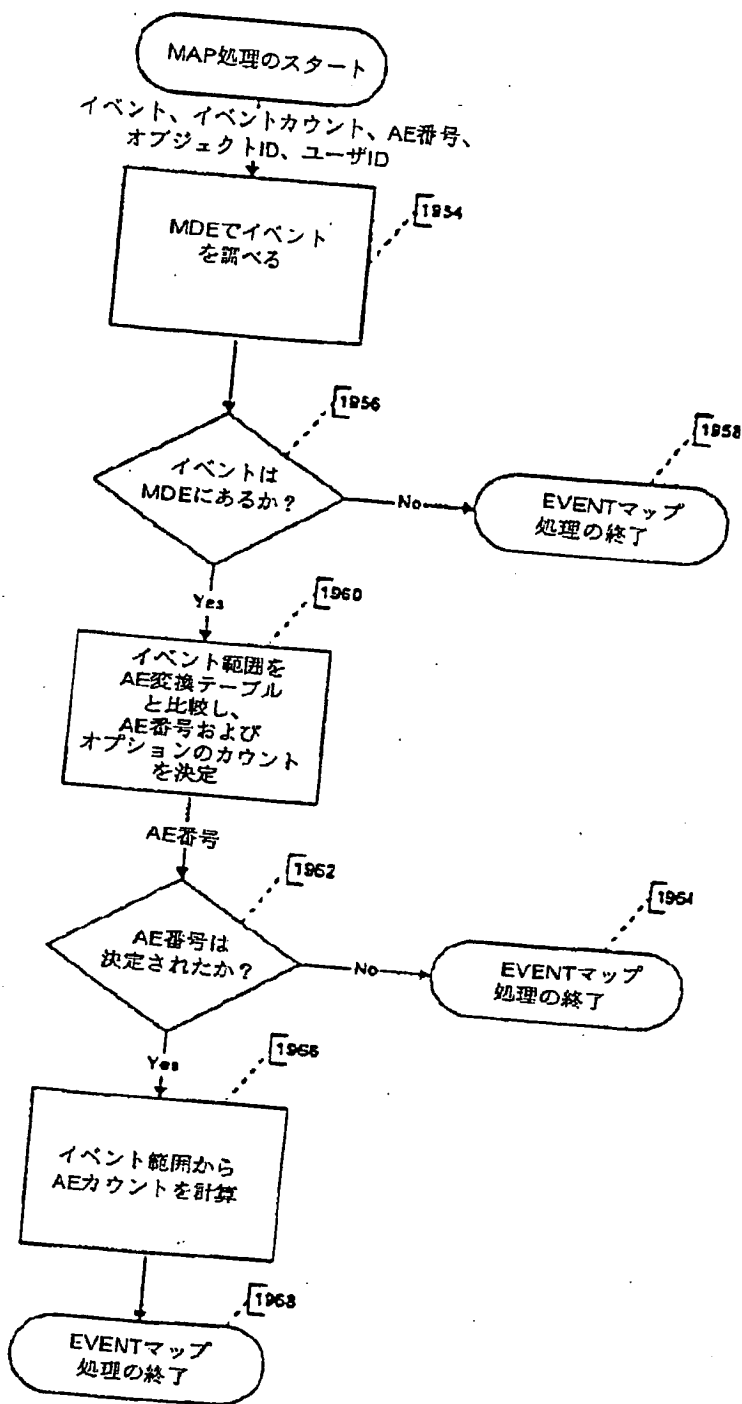 MAP処理のスタート
イベント、イベントカウント、AE番号、
オブジェクトID、ユーザID
1954
MDEでイベント
を調べる
1956
イベントは
MDEにあるか?
No
1958
EVENTマップ
処理の終了
Yes
1960
イベント範囲を
AE変換テーブル
と比較し、
AE番号および
オプションのカウント
を決定
AE番号
1962
AE番号は
決定されたか?
No
1964
EVENTマップ
処理の終了
Yes
1966
イベント範囲から
AEカウントを計算
1968
EVENTマップ
処理の終了